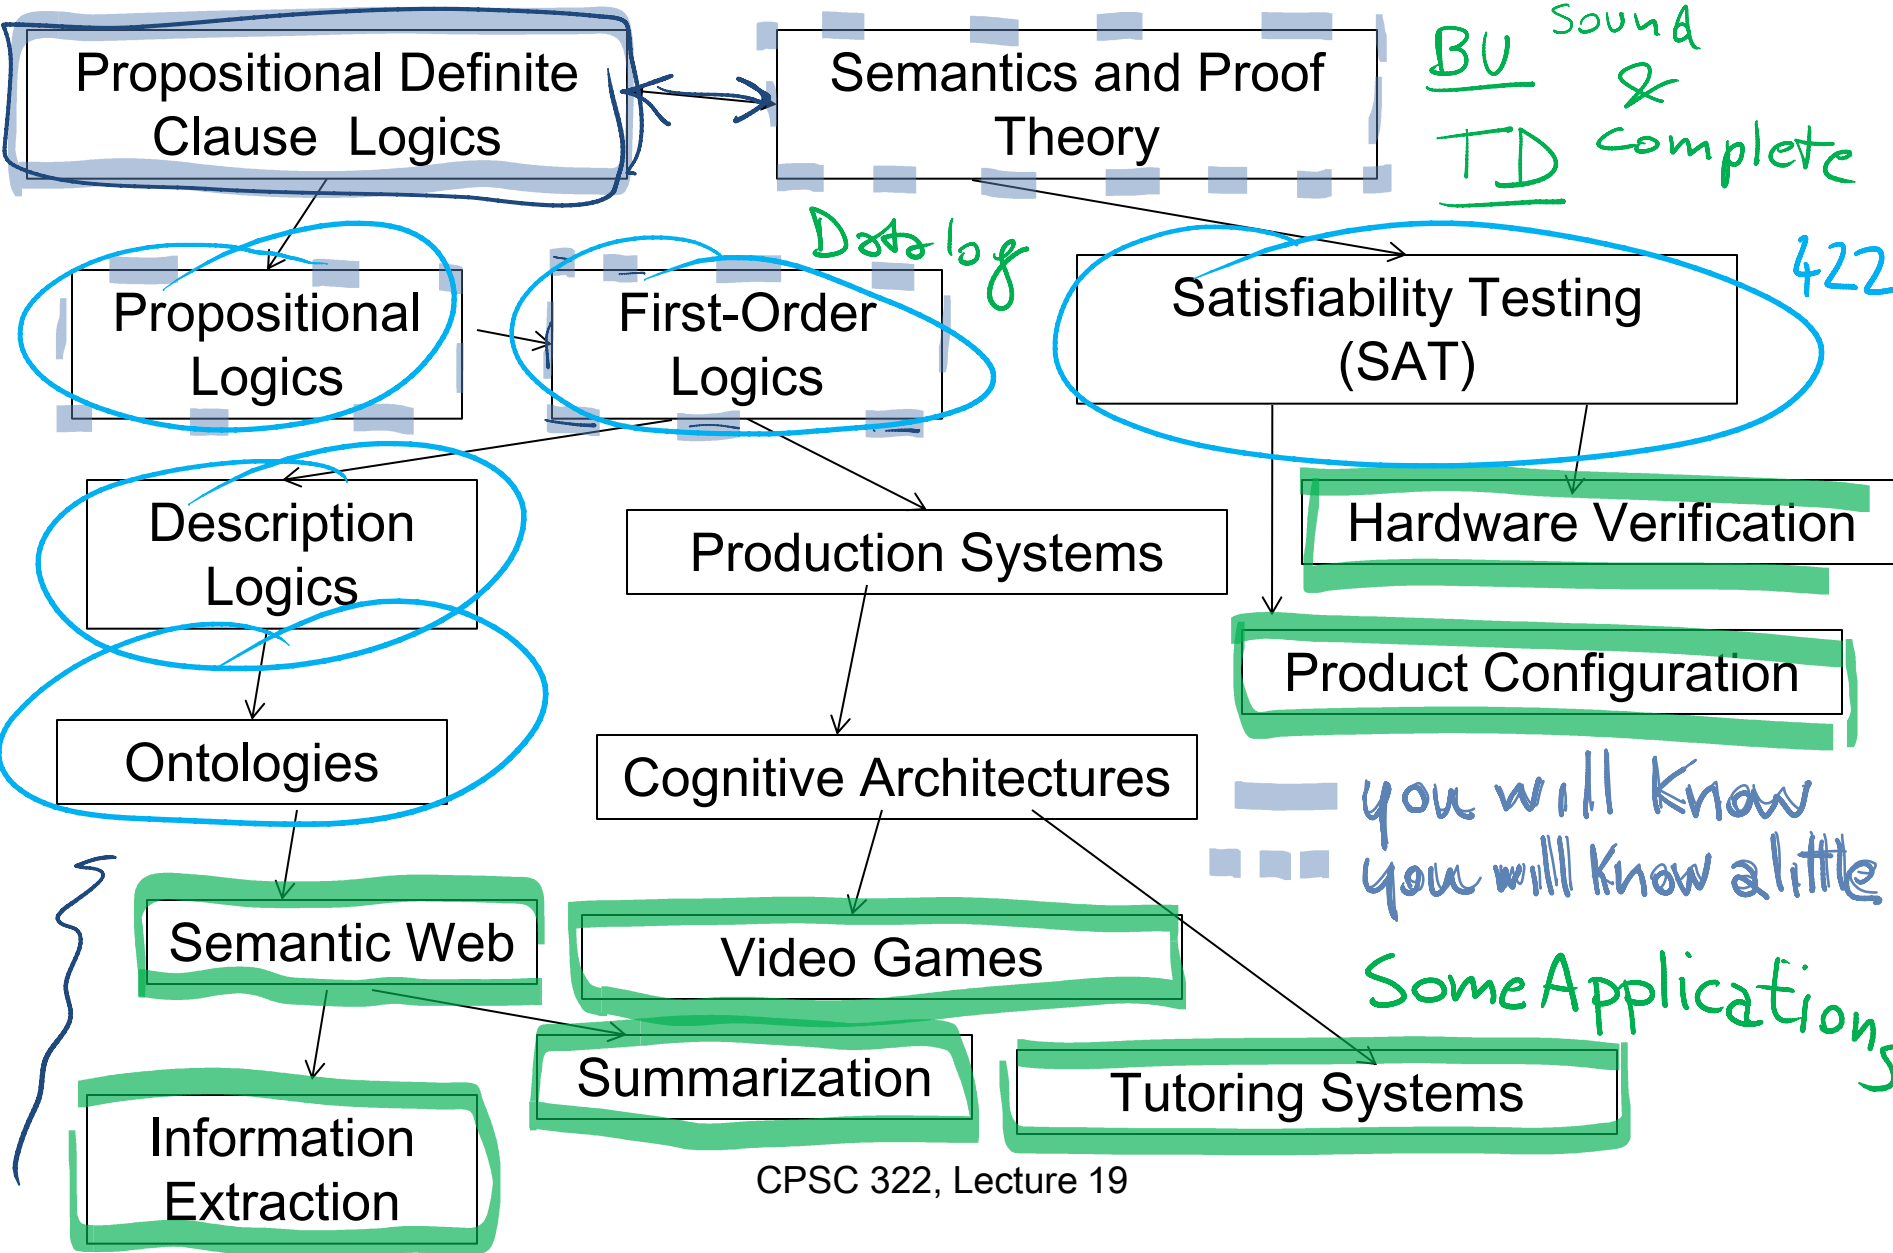 Propositional Definite
Clause Logics
Semantics and Proof
Theory
BU
TD
Sound
&
Complete
Datalog
422
Propositional
Logics
First-Order
Logics
Satisfiability Testing
(SAT)
Description
Logics
Production Systems
Hardware Verification
Product Configuration
Ontologies
Cognitive Architectures
you will know
you will know a little
Semantic Web
Video Games
Some Applications
Summarization
Tutoring Systems
Information
Extraction
CPSC 322, Lecture 19